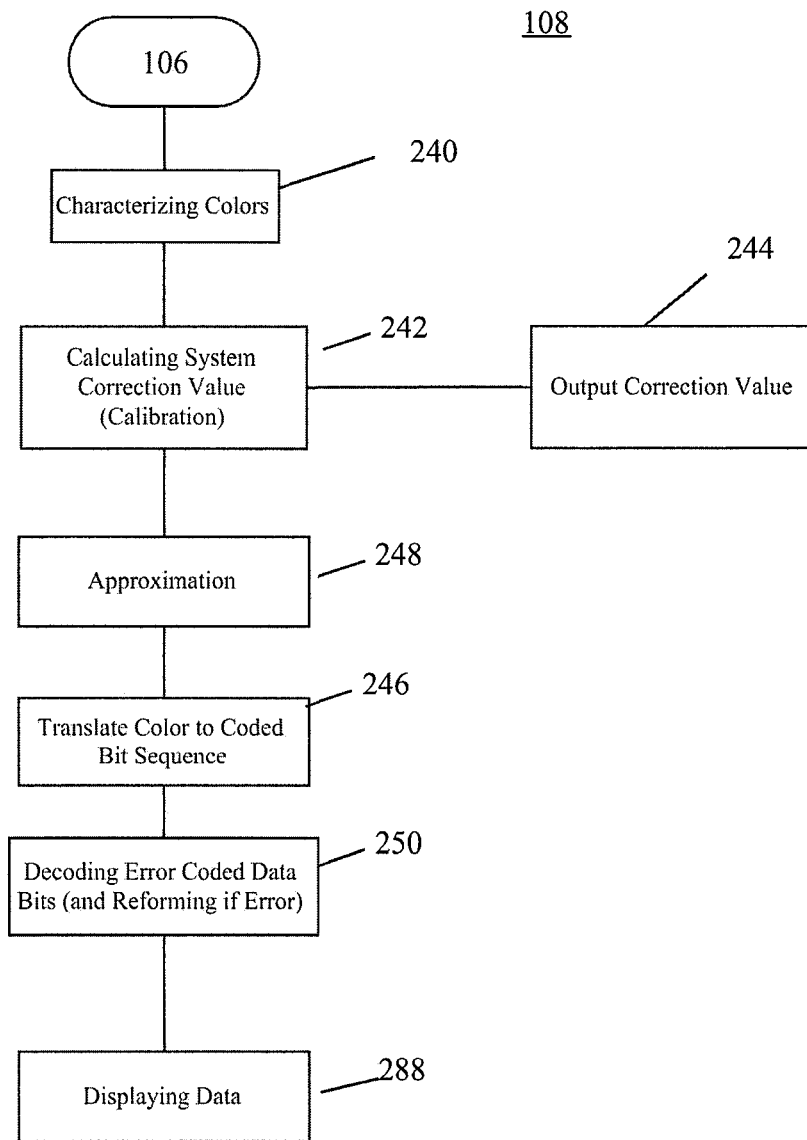 108
106
240
Characterizing Colors
244
242
Calculating System
Correction Value
(Calibration)
Output Correction Value
248
Approximation
246
Translate Color to Coded
Bit Sequence
250
Decoding Error Coded Data
Bits (and Reforming if Error)
288
Displaying Data